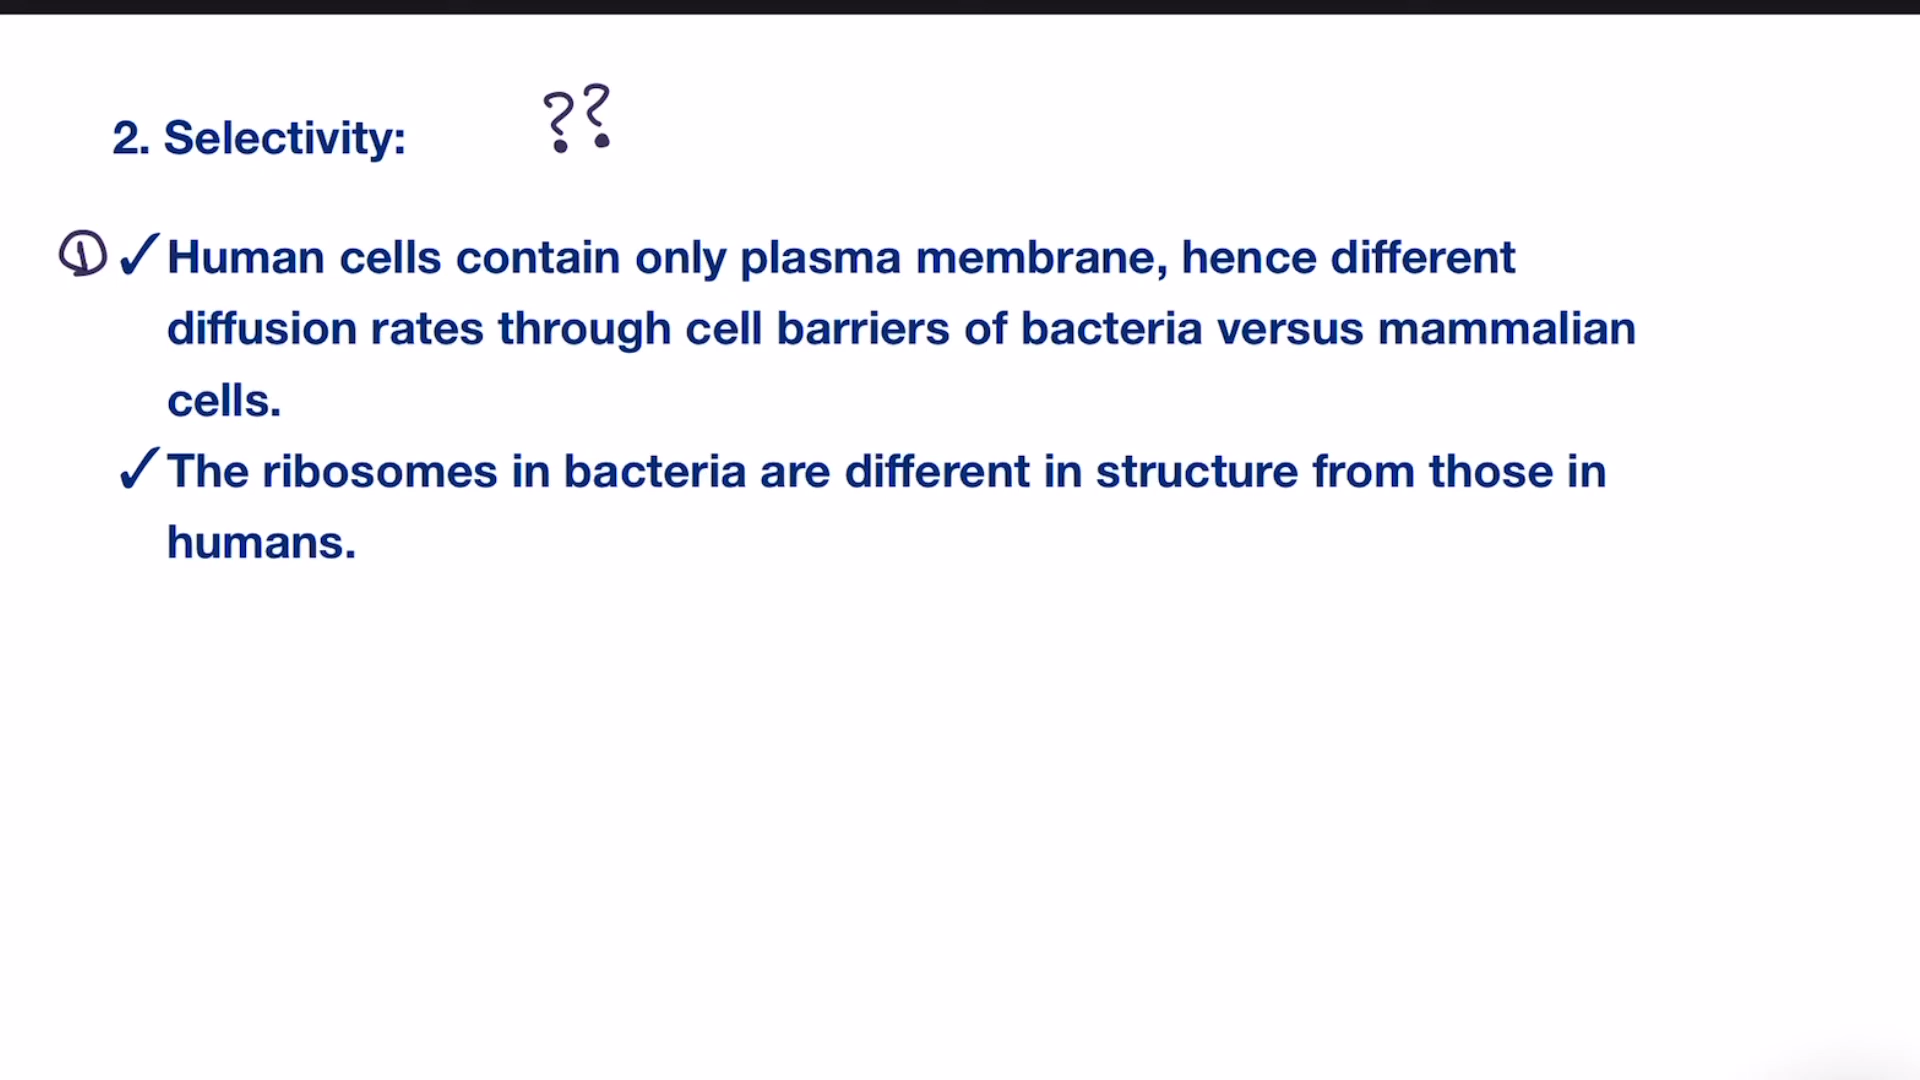 2. Selectivity: ??
① ✓Human cells contain only plasma membrane, hence different
diffusion rates through cell barriers of bacteria versus mammalian
cells.
✓The ribosomes in bacteria are different in structure from those in
humans.